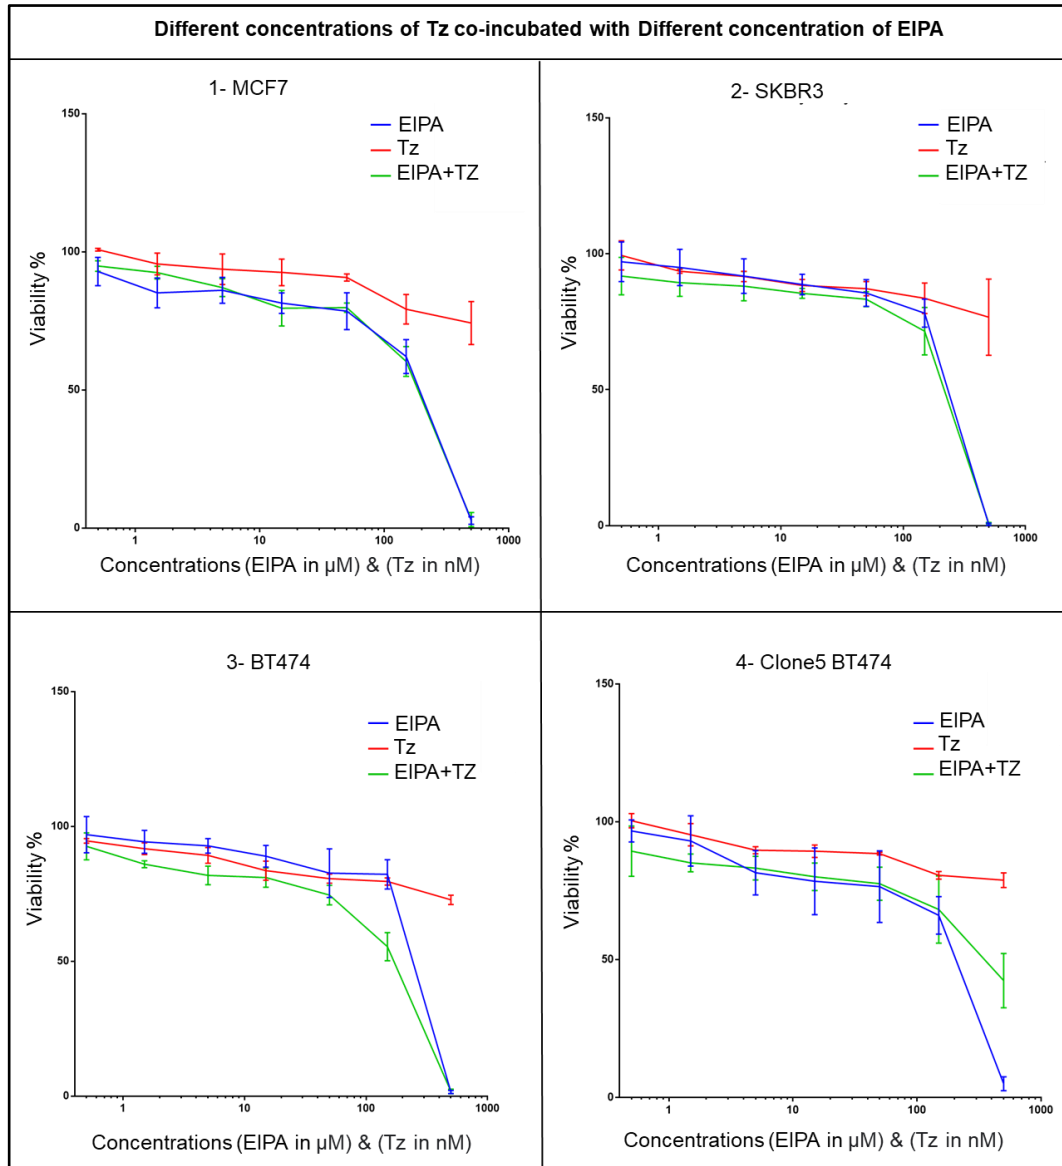 Different concentrations of Tz co-incubated with Different concentration of EIPA
1- MCF7
EIPA
Tz
EIPA+TZ
150
100
50
0
Viability %
1
10
100
1000
Concentrations (EIPA in µM) & (Tz in nM)
2- SKBR3
EIPA
Tz
EIPA+TZ
150
100
50
0
Viability %
1
10
100
1000
Concentrations (EIPA in µM) & (Tz in nM)
3- BT474
EIPA
Tz
EIPA+TZ
150
100
50
0
Viability %
1
10
100
1000
Concentrations (EIPA in µM) & (Tz in nM)
4- Clone5 BT474
EIPA
Tz
EIPA+TZ
150
100
50
0
Viability %
1
10
100
1000
Concentrations (EIPA in µM) & (Tz in nM)